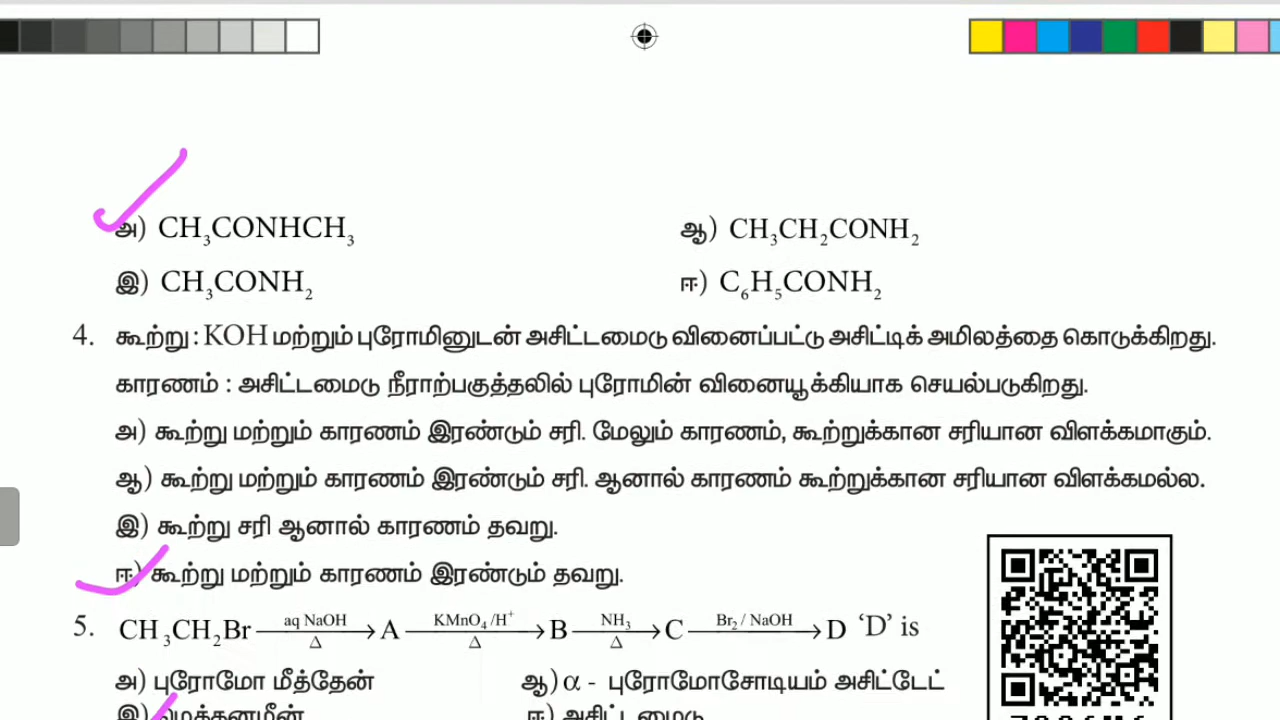 அ) CH₃CONHCH₃ ஆ) CH₃CH₂CONH₂
இ) CH₃CONH₂ ஈ) C₆H₅CONH₂
4. கூற்று : KOH மற்றும் புரோமினுடன் அசிட்டமைடு வினைப்பட்டு அசிட்டிக் அமிலத்தை கொடுக்கிறது.
காரணம் : அசிட்டமைடு நீராற்பகுத்தலில் புரோமின் வினையூக்கியாக செயல்படுகிறது.
அ) கூற்று மற்றும் காரணம் இரண்டும் சரி. மேலும் காரணம், கூற்றுக்கான சரியான விளக்கமாகும்.
ஆ) கூற்று மற்றும் காரணம் இரண்டும் சரி. ஆனால் காரணம் கூற்றுக்கான சரியான விளக்கமல்ல.
இ) கூற்று சரி ஆனால் காரணம் தவறு.
ஈ) கூற்று மற்றும் காரணம் இரண்டும் தவறு.
5. CH₃CH₂Br —aq NaOH/Δ→ A —KMnO₄/H⁺/Δ→ B —NH₃/Δ→ C —Br₂/NaOH→ D ‘D’ is
அ) புரோமோ மீத்தேன் ஆ) α - புரோமோசோடியம் அசிட்டேட்
ஈ) அசிட்டமைடு